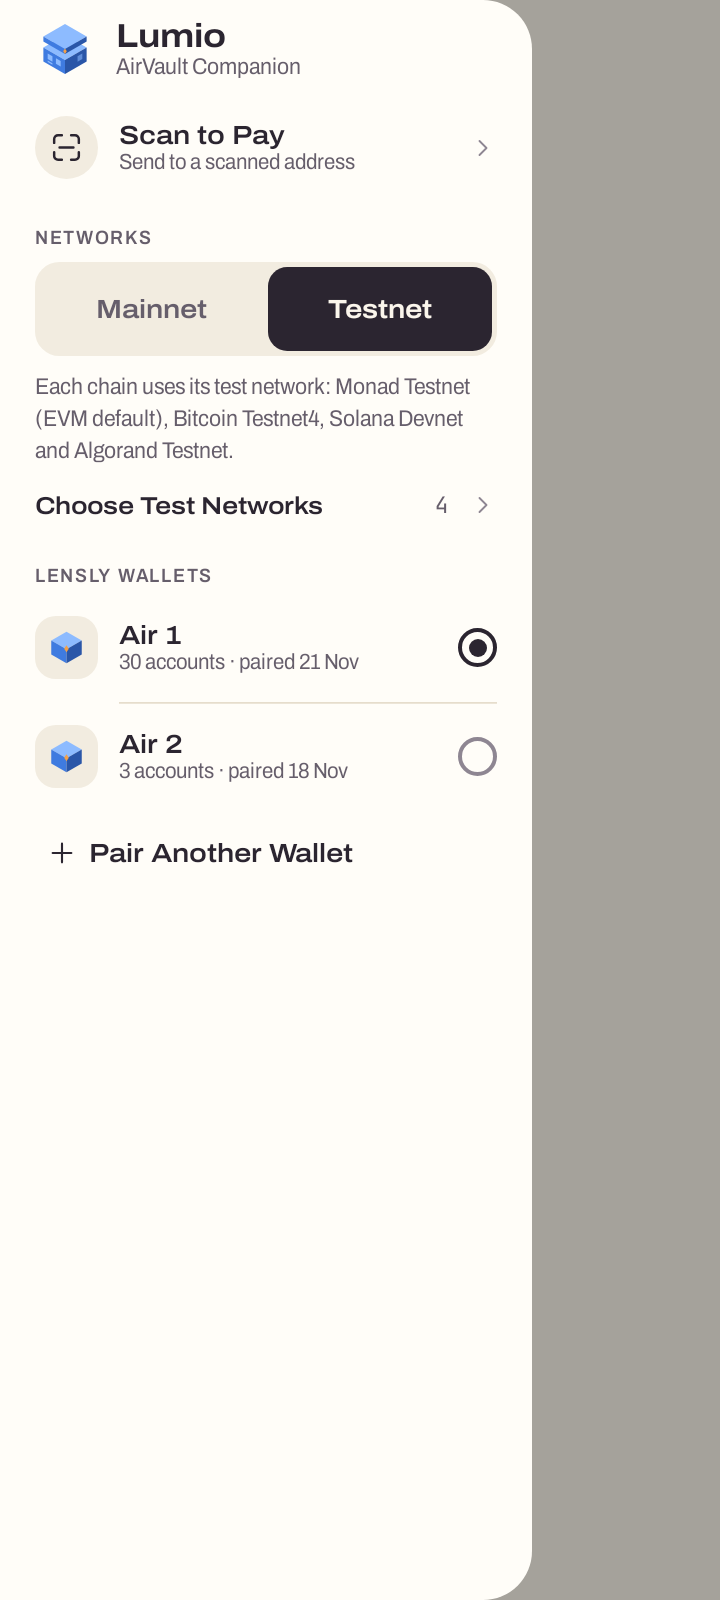 Lumio
AirVault Companion
Scan to Pay
Send to a scanned address
NETWORKS
Mainnet
Testnet
Each chain uses its test network: Monad Testnet
(EVM default), Bitcoin Testnet4, Solana Devnet
and Algorand Testnet.
Choose Test Networks 4
LENSLY WALLETS
Air 1
30 accounts · paired 21 Nov
Air 2
3 accounts · paired 18 Nov
Pair Another Wallet